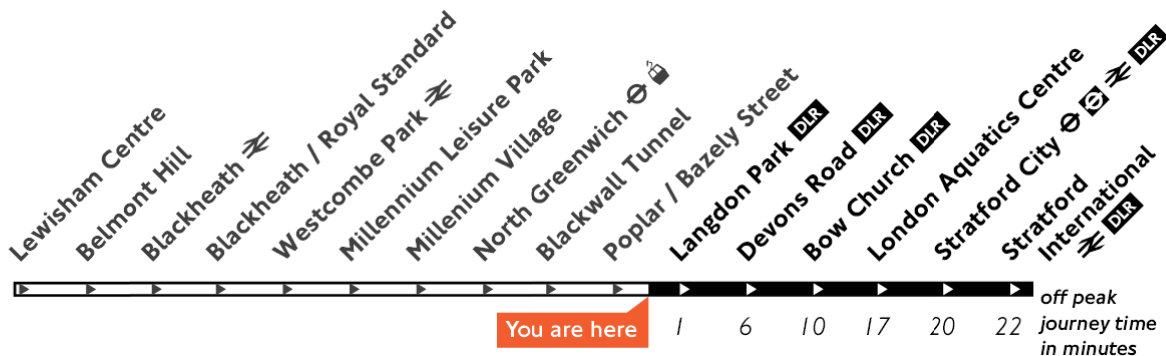 Lewisham Centre
Belmont Hill
Blackheath
Blackheath / Royal Standard
Westcombe Park
Millennium Leisure Park
Millenium Village
North Greenwich
Blackwall Tunnel
Poplar / Bazely Street
Langdon Park DLR
Devons Road DLR
Bow Church DLR
London Aquatics Centre
Stratford City DLR
Stratford
International
DLR
You are here
1 6 10 17 20 22
off peak
journey time
in minutes